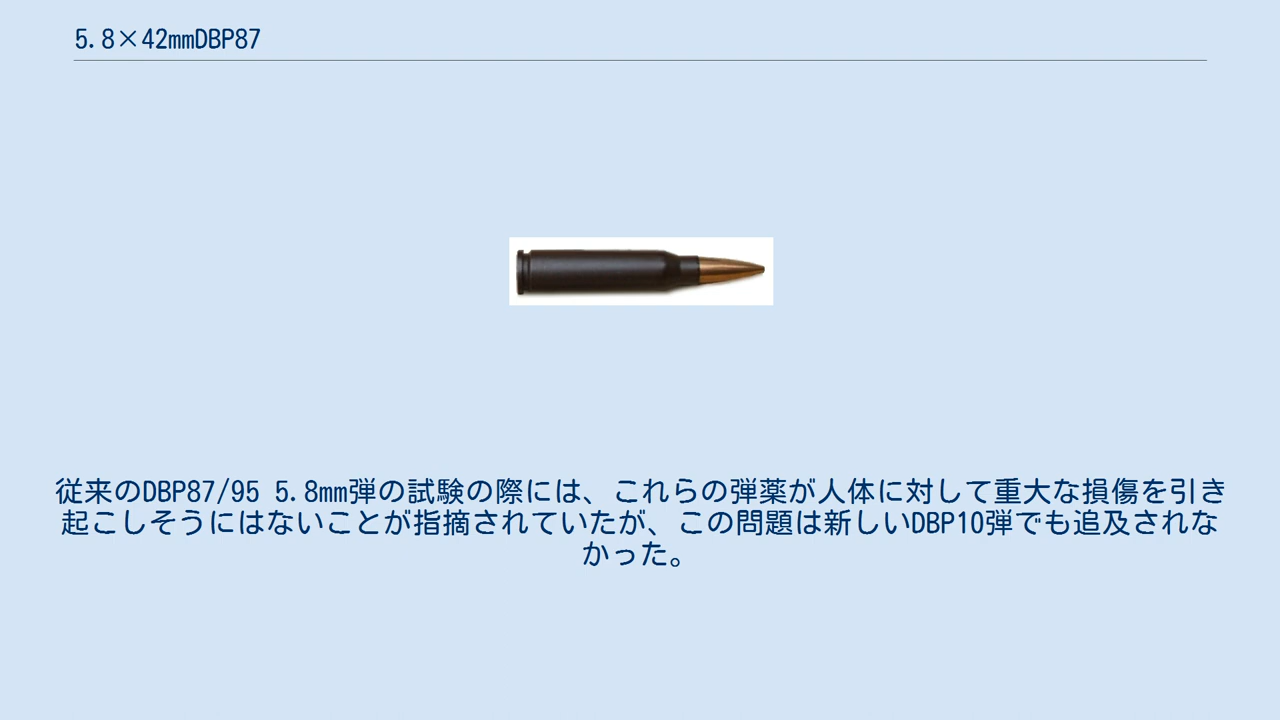 5.8×42mmDBP87
従来のDBP87/95 5.8mm弾の試験の際には、これらの弾薬が人体に対して重大な損傷を引き
起こしそうにはないことが指摘されていたが、この問題は新しいDBP10弾でも追及されな
かった。